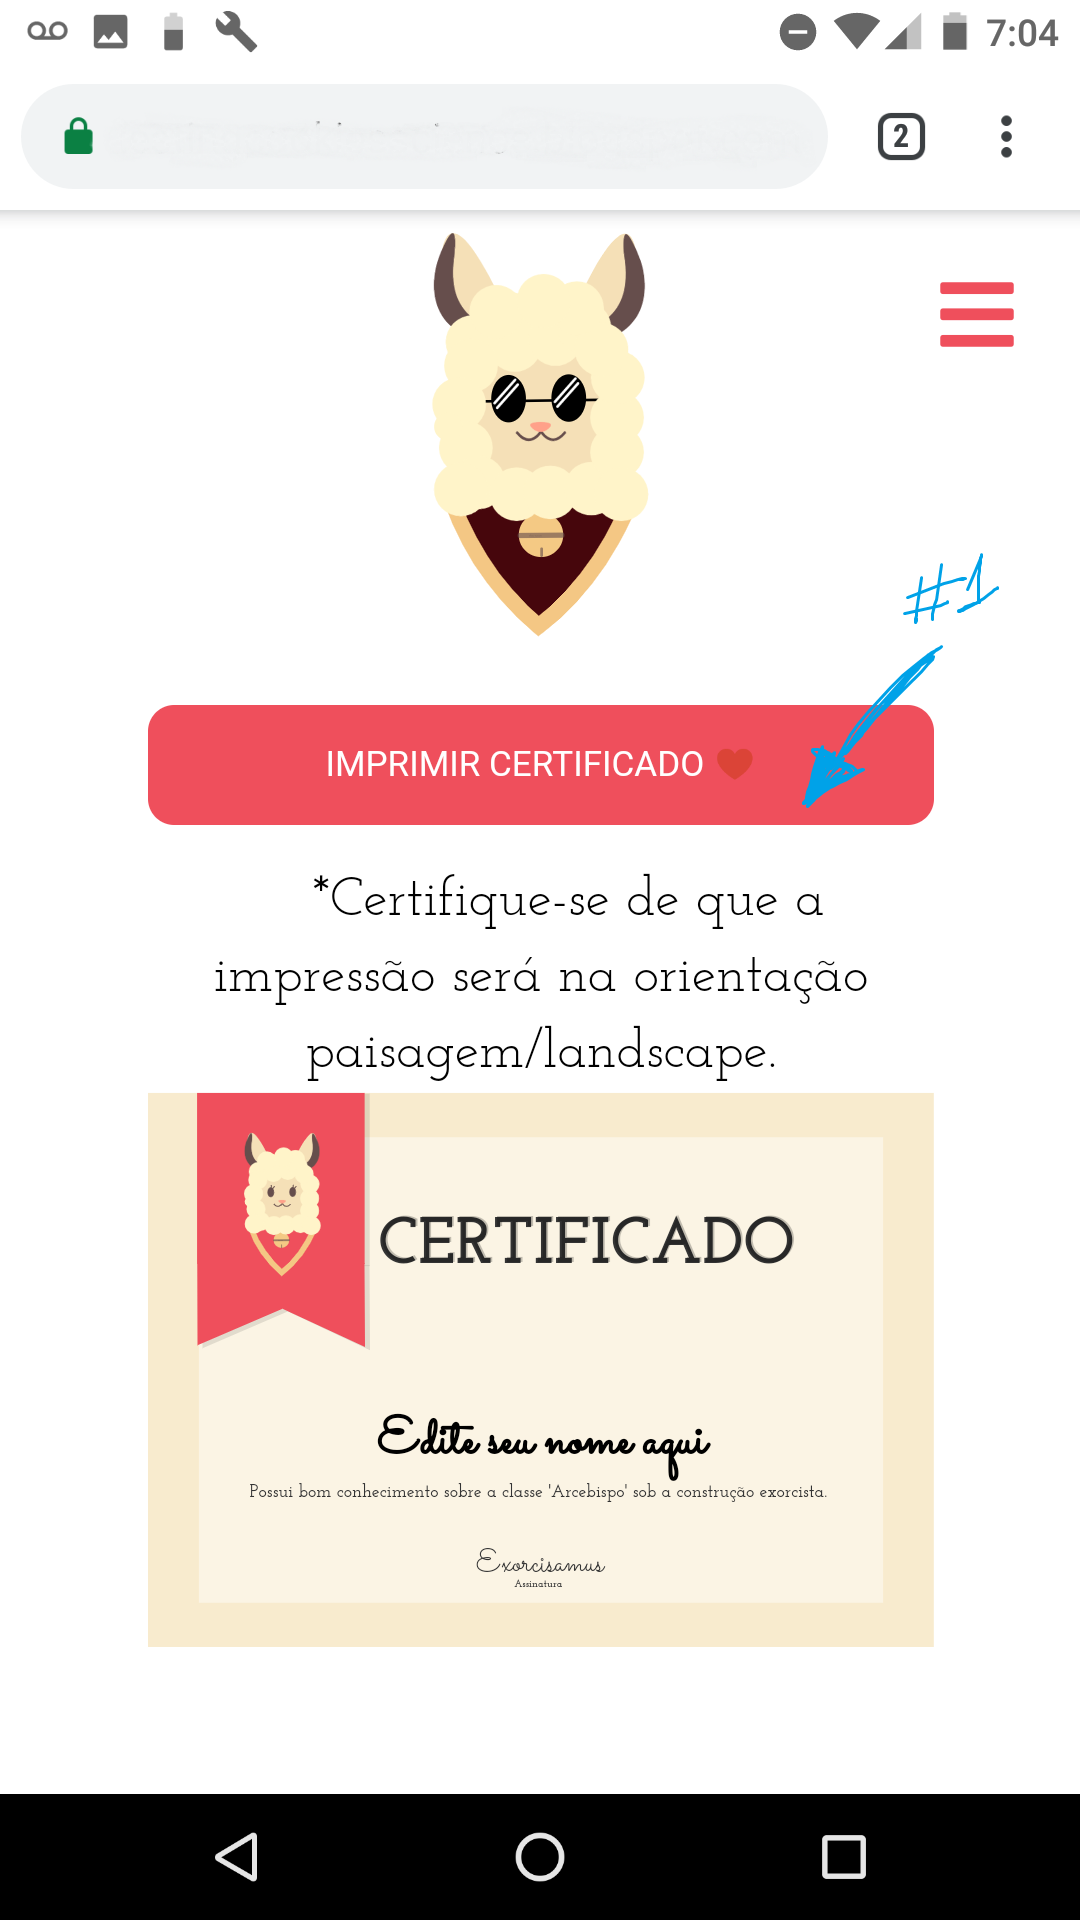 7:04
2
#1
IMPRIMIR CERTIFICADO ❤
*Certifique-se de que a
impressão será na orientação
paisagem/landscape.
CERTIFICADO
Edite seu nome aqui
Possui bom conhecimento sobre a classe 'Arcebispo' sob a construção exorcista.
Exorcisamus
Assinatura